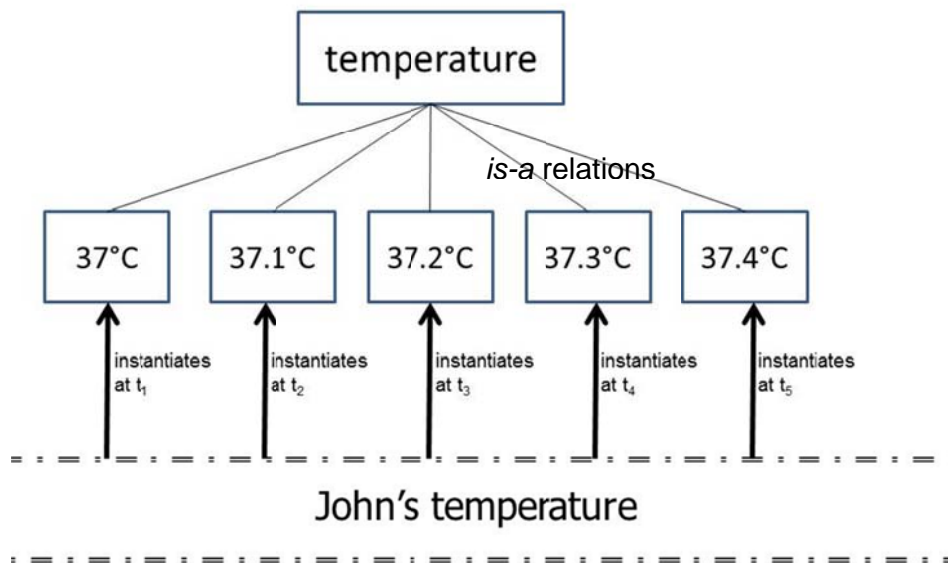 temperature
is-a relations
37°C 37.1°C 37.2°C 37.3°C 37.4°C
instantiates instantiates instantiates instantiates instantiates
at t₁ at t₂ at t₃ at t₄ at t₅
John's temperature